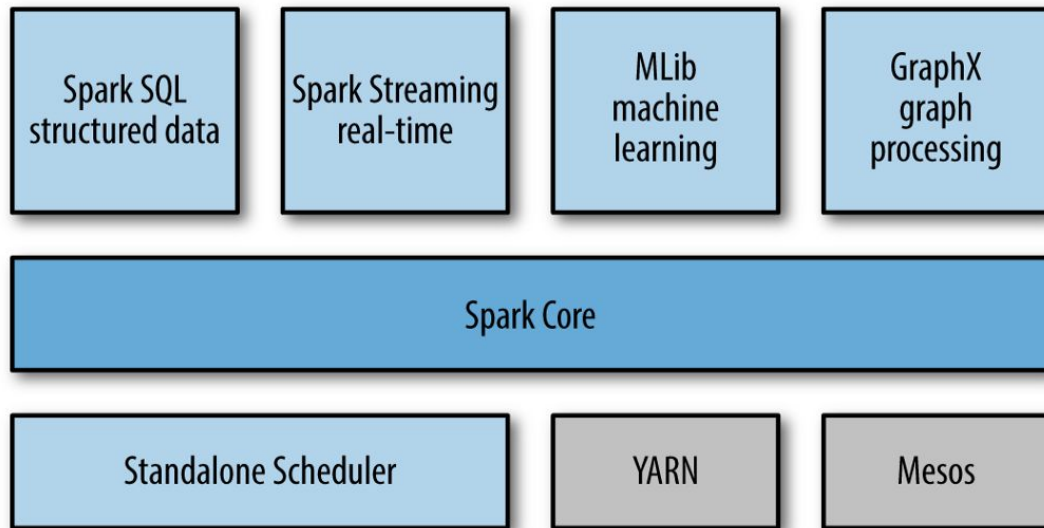 Spark SQL
structured data
Spark Streaming
real-time
MLib
machine
learning
GraphX
graph
processing
Spark Core
Standalone Scheduler
YARN
Mesos